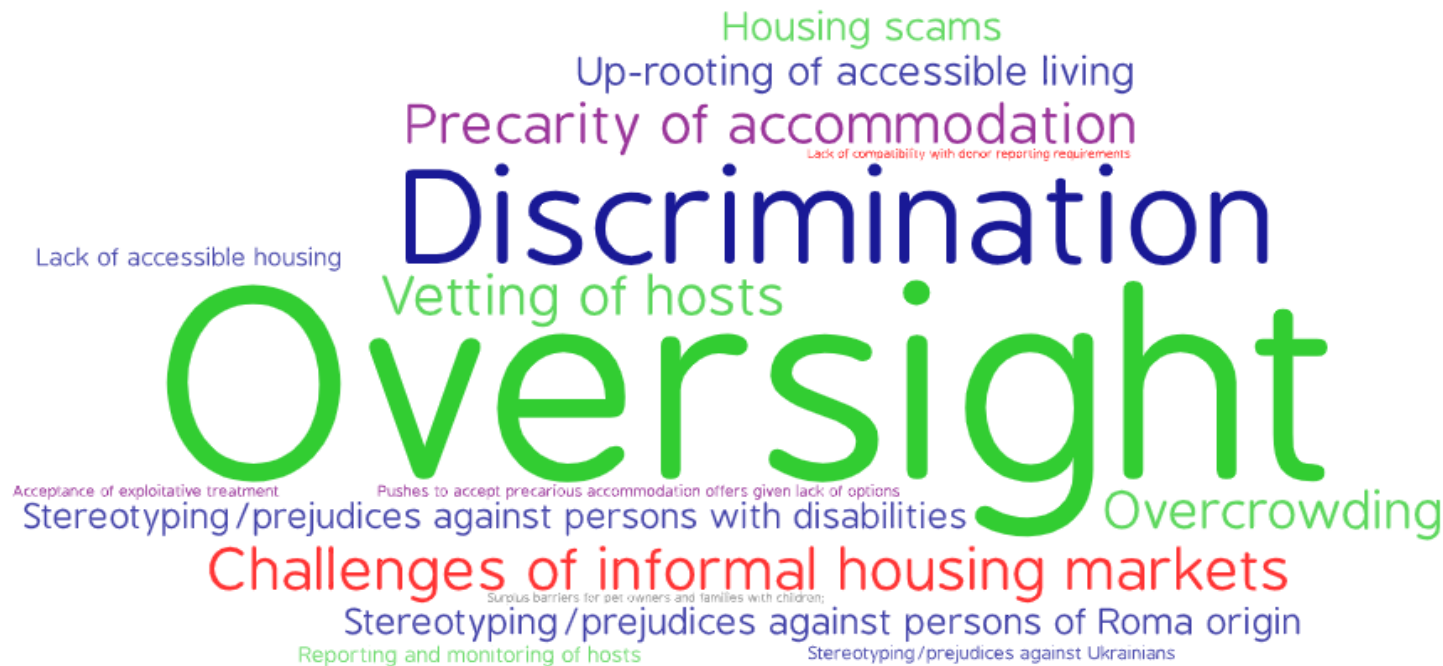 Housing scams
Up-rooting of accessible living
Precarity of accommodation
Lack of compatibility with donor reporting requirements
Discrimination
Lack of accessible housing
Vetting of hosts
Oversight
Acceptance of exploitative treatment
Pushes to accept precarious accommodation offers given lack of options
Stereotyping/prejudices against persons with disabilities
Overcrowding
Challenges of informal housing markets
Surplus barriers for pet owners and families with children;
Stereotyping/prejudices against persons of Roma origin
Reporting and monitoring of hosts
Stereotyping/prejudices against Ukrainians